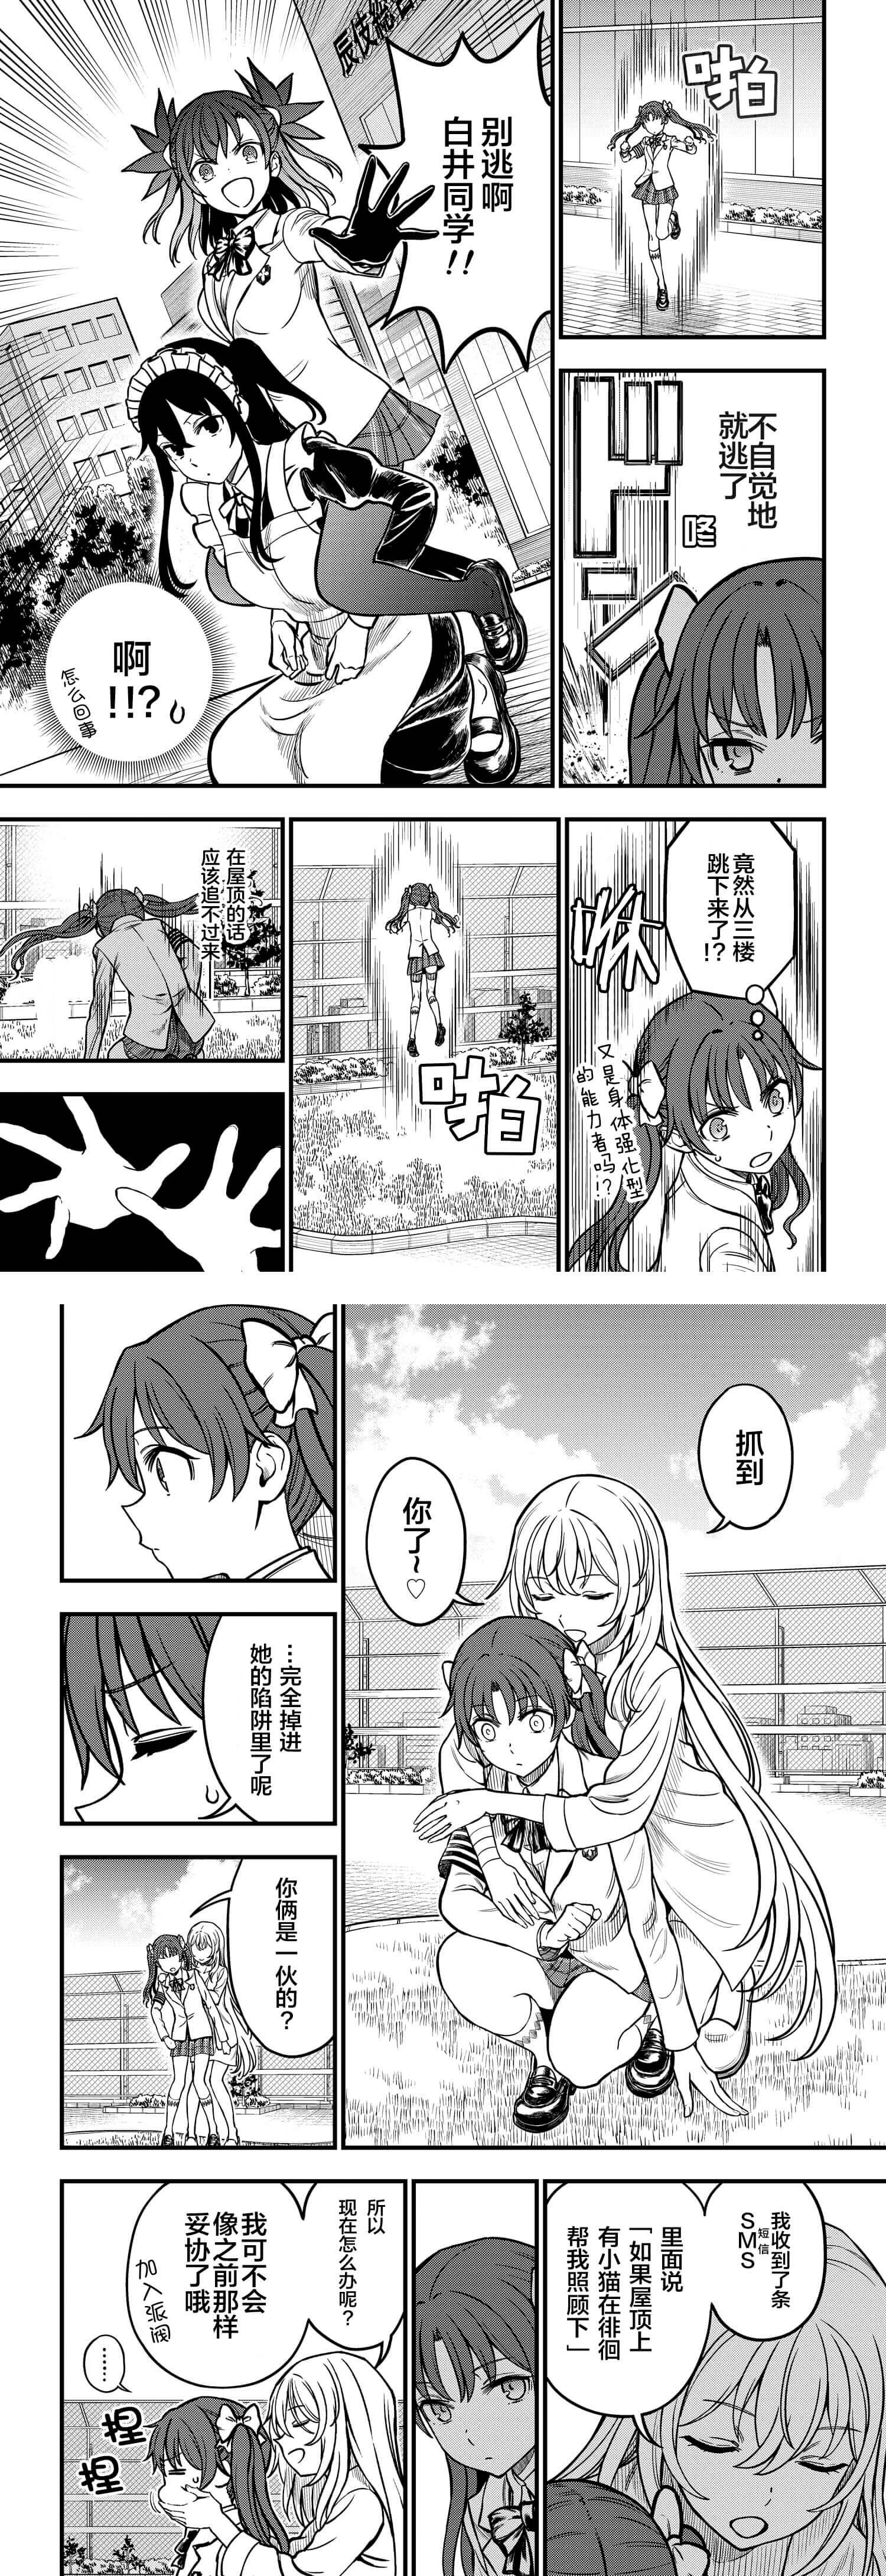 啪
不自觉地
就逃了
咚
ド
辰伎総合
别逃啊
白井同学!!
啊
!!?
怎么回事
竟然从三楼
跳下来了!?
又是身体强化型
的能力者吗!?
咻
啪
在屋顶的话
应该追不过来
抓到
你了~♡
…完全掉进
她的陷阱里了呢
你俩是一伙的?
我收到了条
SMS
短信
里面说
「如果屋顶上
有小猫在徘徊
帮我照顾下」
所以
现在怎么办呢?
我可不会
像之前那样
妥协了哦
加入派阀
……
捏
捏